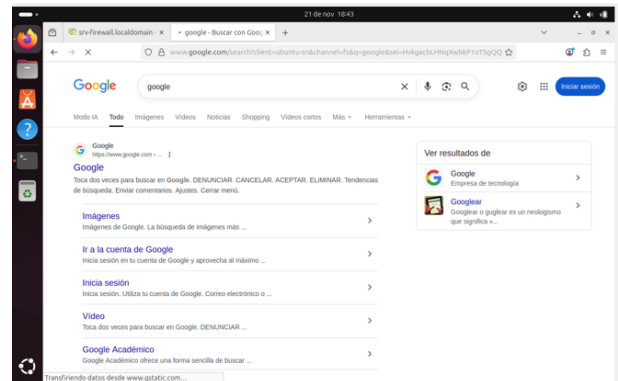 21 de nov 18:43
srv-firewall.localdomain - ×
google - Buscar con Goog ×
www.google.com/search?client=ubuntu-sn&channel=fs&q=google&sei=
Google
google
Iniciar sesión
Modo IA Todo Imágenes Vídeos Noticias Shopping Vídeos cortos Más Herramientas
Google
https://www.google.com › ...
Google
Toca dos veces para buscar en Google. DENUNCIAR. CANCELAR. ACEPTAR. ELIMINAR. Tendencias
de búsqueda. Enviar comentarios. Ajustes. Cerrar menú.
Imágenes
Imágenes de Google. La búsqueda de imágenes más ...
Ir a la cuenta de Google
Inicia sesión en tu cuenta de Google y aprovecha al máximo ...
Inicia sesión
Inicia sesión. Utiliza tu cuenta de Google. Correo electrónico o ...
Vídeo
Toca dos veces para buscar en Google. DENUNCIAR ...
Google Académico
Google Académico ofrece una forma sencilla de buscar ...
Ver resultados de
Google
Empresa de tecnología
Googlear
Googlear o guglear es un neologismo
que significa «...
Transfiriendo datos desde www.gstatic.com...